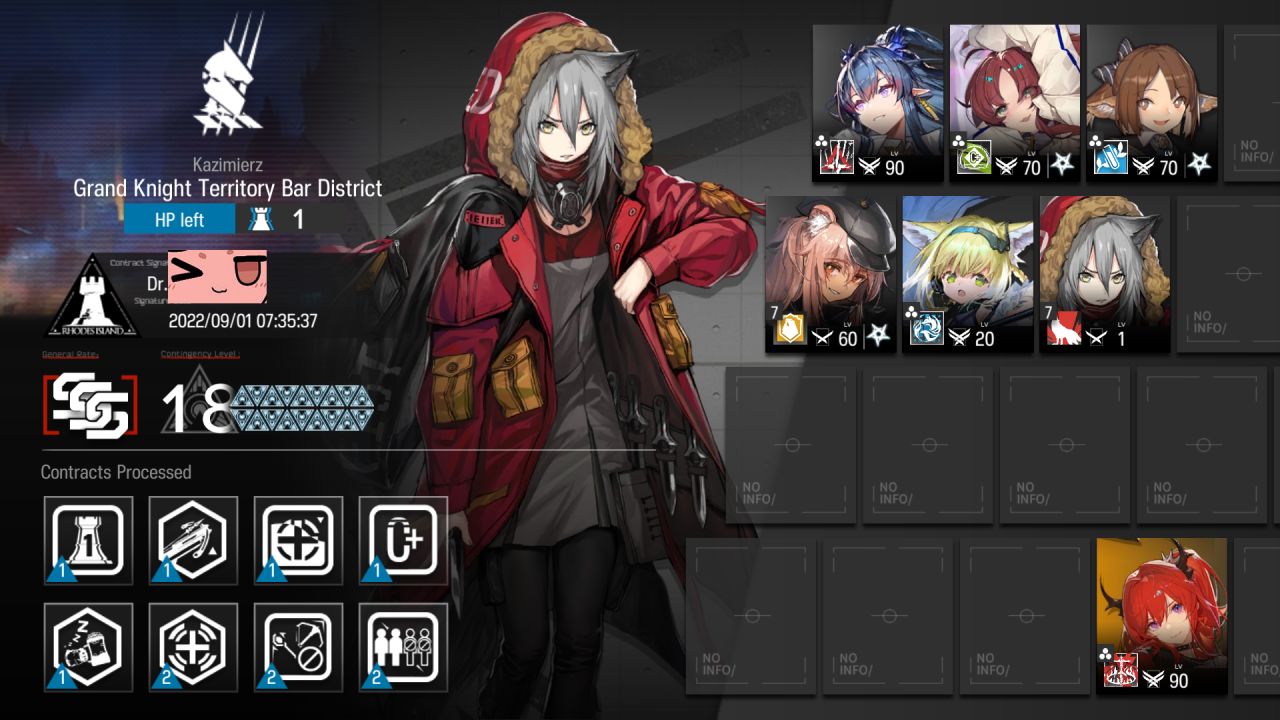 Kazimierz
Grand Knight Territory Bar District
HP left 1
Contract Signa
Dr.
Signature
2022/09/01 07:35:37
RHODES ISLAND
General Rate:
Contingency Level :
SSS
18
Contracts Processed
1
1
1
1
1
Z
1
2
2
2
LV
90
LV
70
LV
70
NO
INFO/
7
LV
60
LV
20
7
LV
1
NO
INFO/
NO
INFO/
NO
INFO/
NO
INFO/
NO
INFO/
NO
INFO/
NO
INFO/
NO
INFO/
LV
90
NO
INFO/